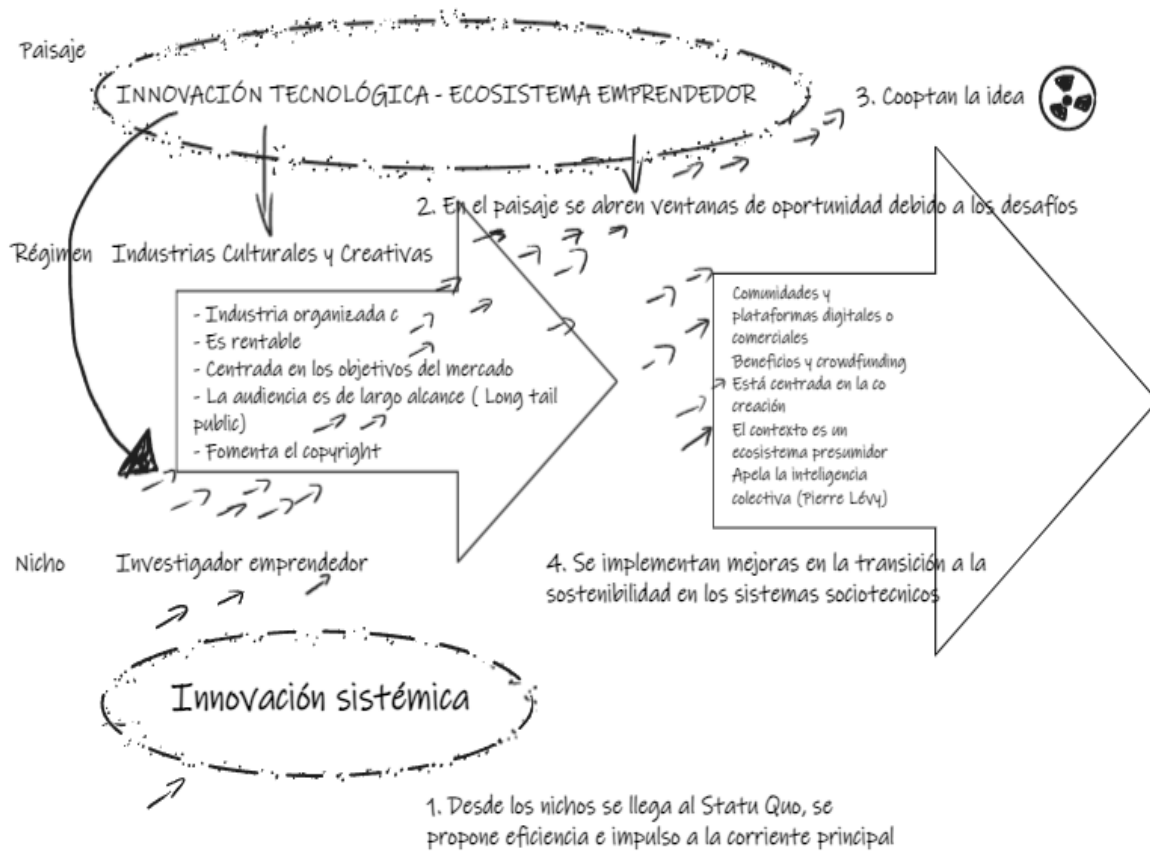 Paisaje
INNOVACIÓN TECNOLÓGICA - ECOSISTEMA EMPRENDEDOR
3. Cooptan la idea
2. En el paisaje se abren ventanas de oportunidad debido a los desafíos
Régimen Industrias Culturales y Creativas
- Industria organizada c
- Es rentable
- Centrada en los objetivos del mercado
- La audiencia es de largo alcance ( Long tail
public)
- Fomenta el copyright
Comunidades y
plataformas digitales o
comerciales
Beneficios y crowdfunding
Está centrada en la co
creación
El contexto es un
ecosistema presumidor
Apela la inteligencia
colectiva (Pierre Lévy)
Nicho Investigador emprendedor
4. Se implementan mejoras en la transición a la
sostenibilidad en los sistemas sociotecnicos
Innovación sistémica
1. Desde los nichos se llega al Statu Quo, se
propone eficiencia e impulso a la corriente principal